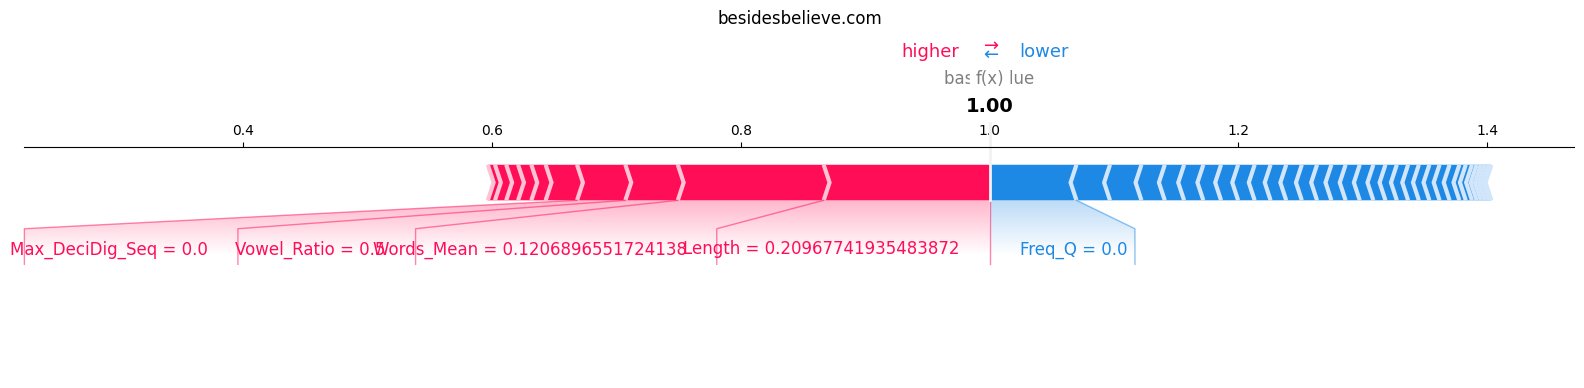 besidesbelieve.com
higher ⇄ lower
f(x) lue
1.00
0.4 0.6 0.8 1.0 1.2 1.4
Max_DeciDig_Seq = 0.0 Vowel_Ratio = 0.5 Words_Mean = 0.1206896551724138 Length = 0.20967741935483872 Freq_Q = 0.0